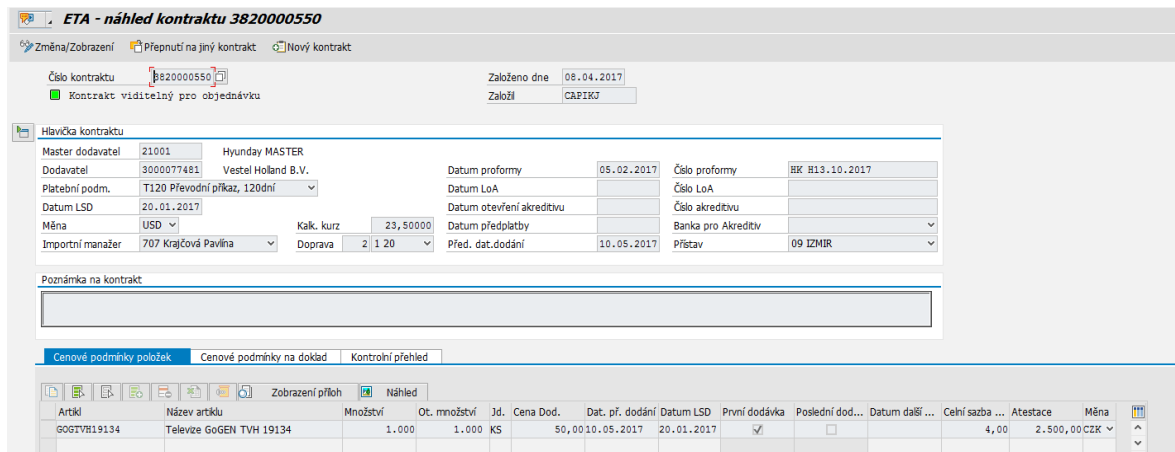 ETA - náhled kontraktu 3820000550
Změna/Zobrazení Přepnutí na jiný kontrakt Nový kontrakt
Číslo kontraktu 3820000550 Založeno dne 08.04.2017
Kontrakt viditelný pro objednávku Založil CAPIKJ
Hlavička kontraktu
Master dodavatel 21001 Hyunday MASTER
Dodavatel 3000077481 Vestel Holland B.V. Datum proformy 05.02.2017 Číslo proformy HK H13.10.2017
Platební podm. T120 Převodní příkaz, 120dní Datum LoA Číslo LoA
Datum LSD 20.01.2017 Datum otevření akreditivu Číslo akreditivu
Měna USD Kalk. kurz 23,50000 Datum předplatby Banka pro Akreditiv
Importní manažer 707 Krajčová Pavlína Doprava 2 1 20 Před. dat.dodání 10.05.2017 Přístav 09 IZMIR
Poznámka na kontrakt
Cenové podmínky položek Cenové podmínky na doklad Kontrolní přehled
Zobrazení příloh Náhled
Artikl Název artiklu Množství Ot. množství Jd. Cena Dod. Dat. př. dodání Datum LSD První dodávka Poslední dod... Datum další ... Celní sazba ... Atestace Měna
GOGTVH19134 Televize GoGEN TVH 19134 1.000 1.000 KS 50,00 10.05.2017 20.01.2017 4,00 2.500,00 CZK